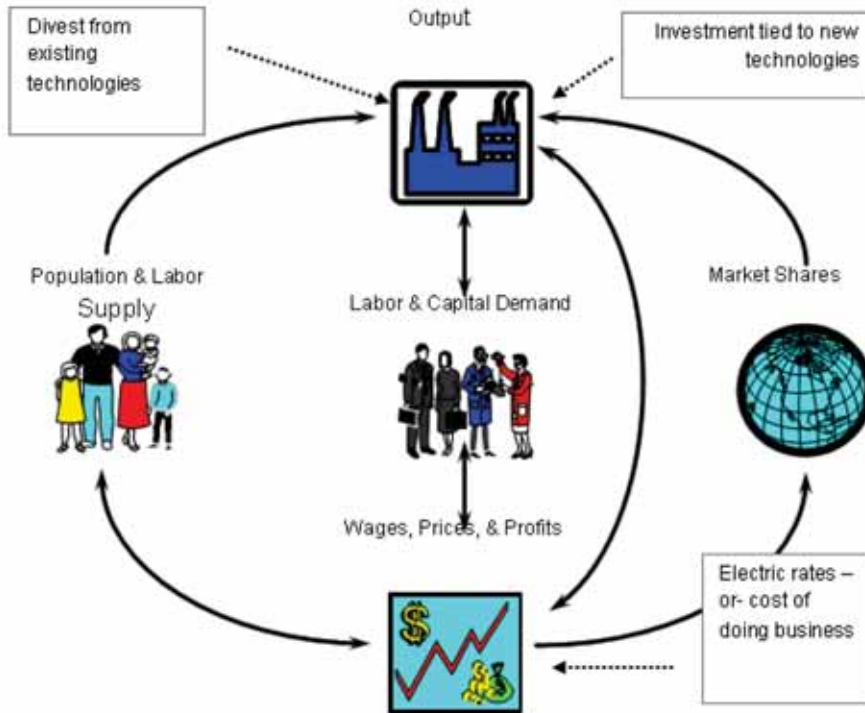 Divest from
existing
technologies
Output
Investment tied to new
technologies
Population & Labor
Supply
Labor & Capital Demand
Market Shares
Wages, Prices, & Profits
Electric rates –
or- cost of
doing business
$